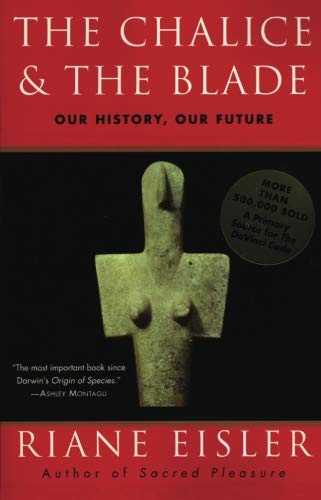 THE CHALICE
& THE BLADE
OUR HISTORY, OUR FUTURE
MORE
THAN
500,000 SOLD
A Primary
Source for The
DaVinci Code
"The most important book since
Darwin's Origin of Species."
—ASHLEY MONTAGU
RIANE EISLER
Author of Sacred Pleasure